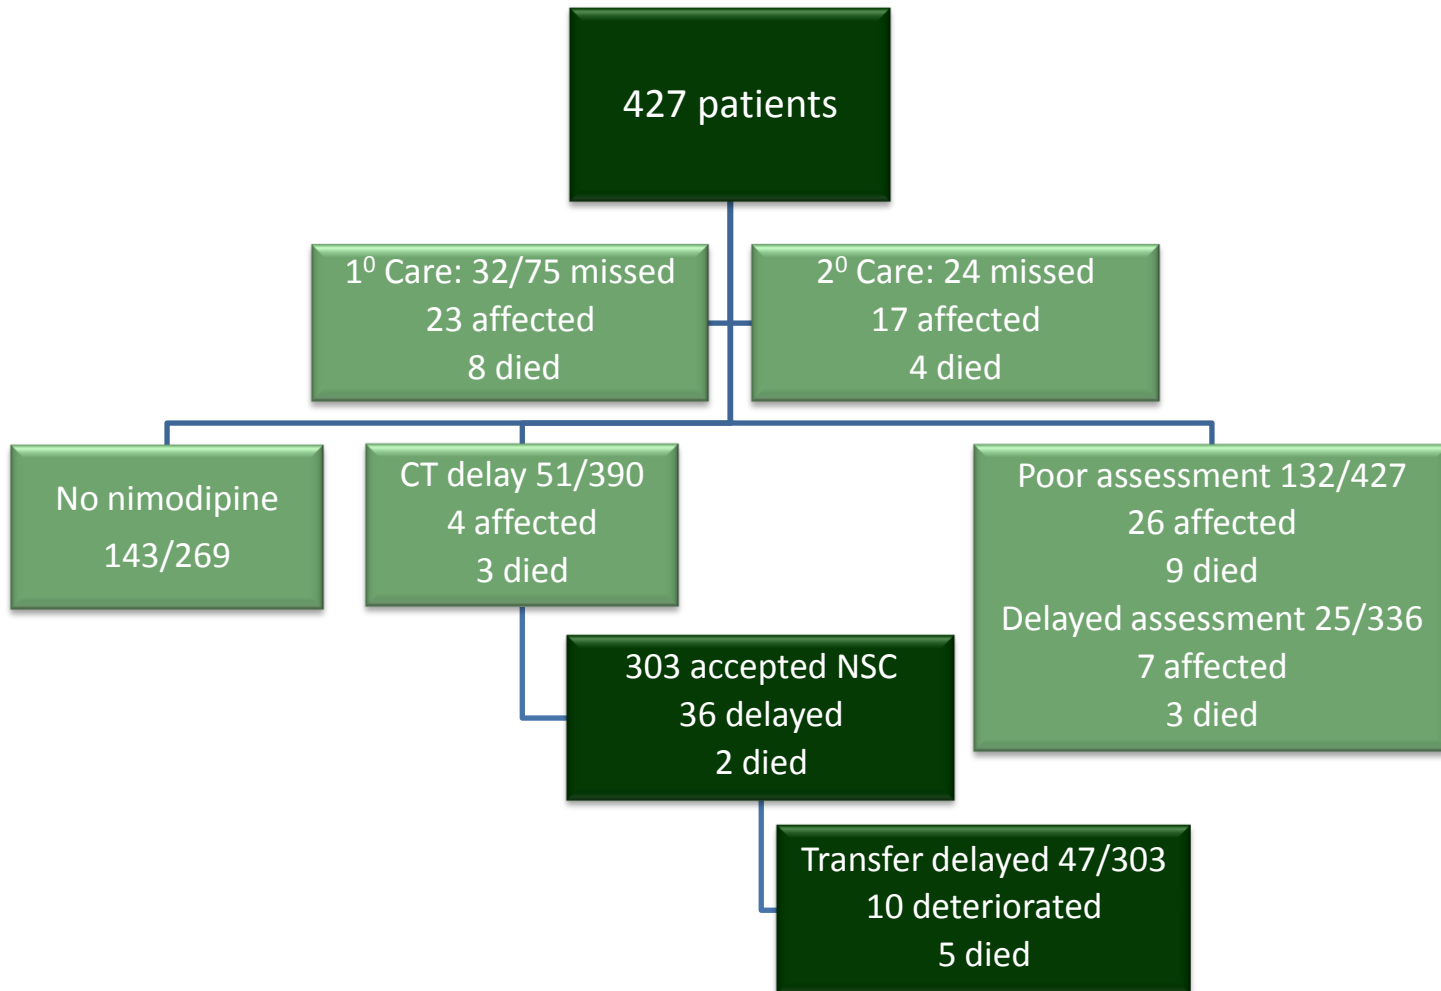 427 patients
1⁰ Care: 32/75 missed
23 affected
8 died
2⁰ Care: 24 missed
17 affected
4 died
No nimodipine
143/269
CT delay 51/390
4 affected
3 died
Poor assessment 132/427
26 affected
9 died
Delayed assessment 25/336
7 affected
3 died
303 accepted NSC
36 delayed
2 died
Transfer delayed 47/303
10 deteriorated
5 died